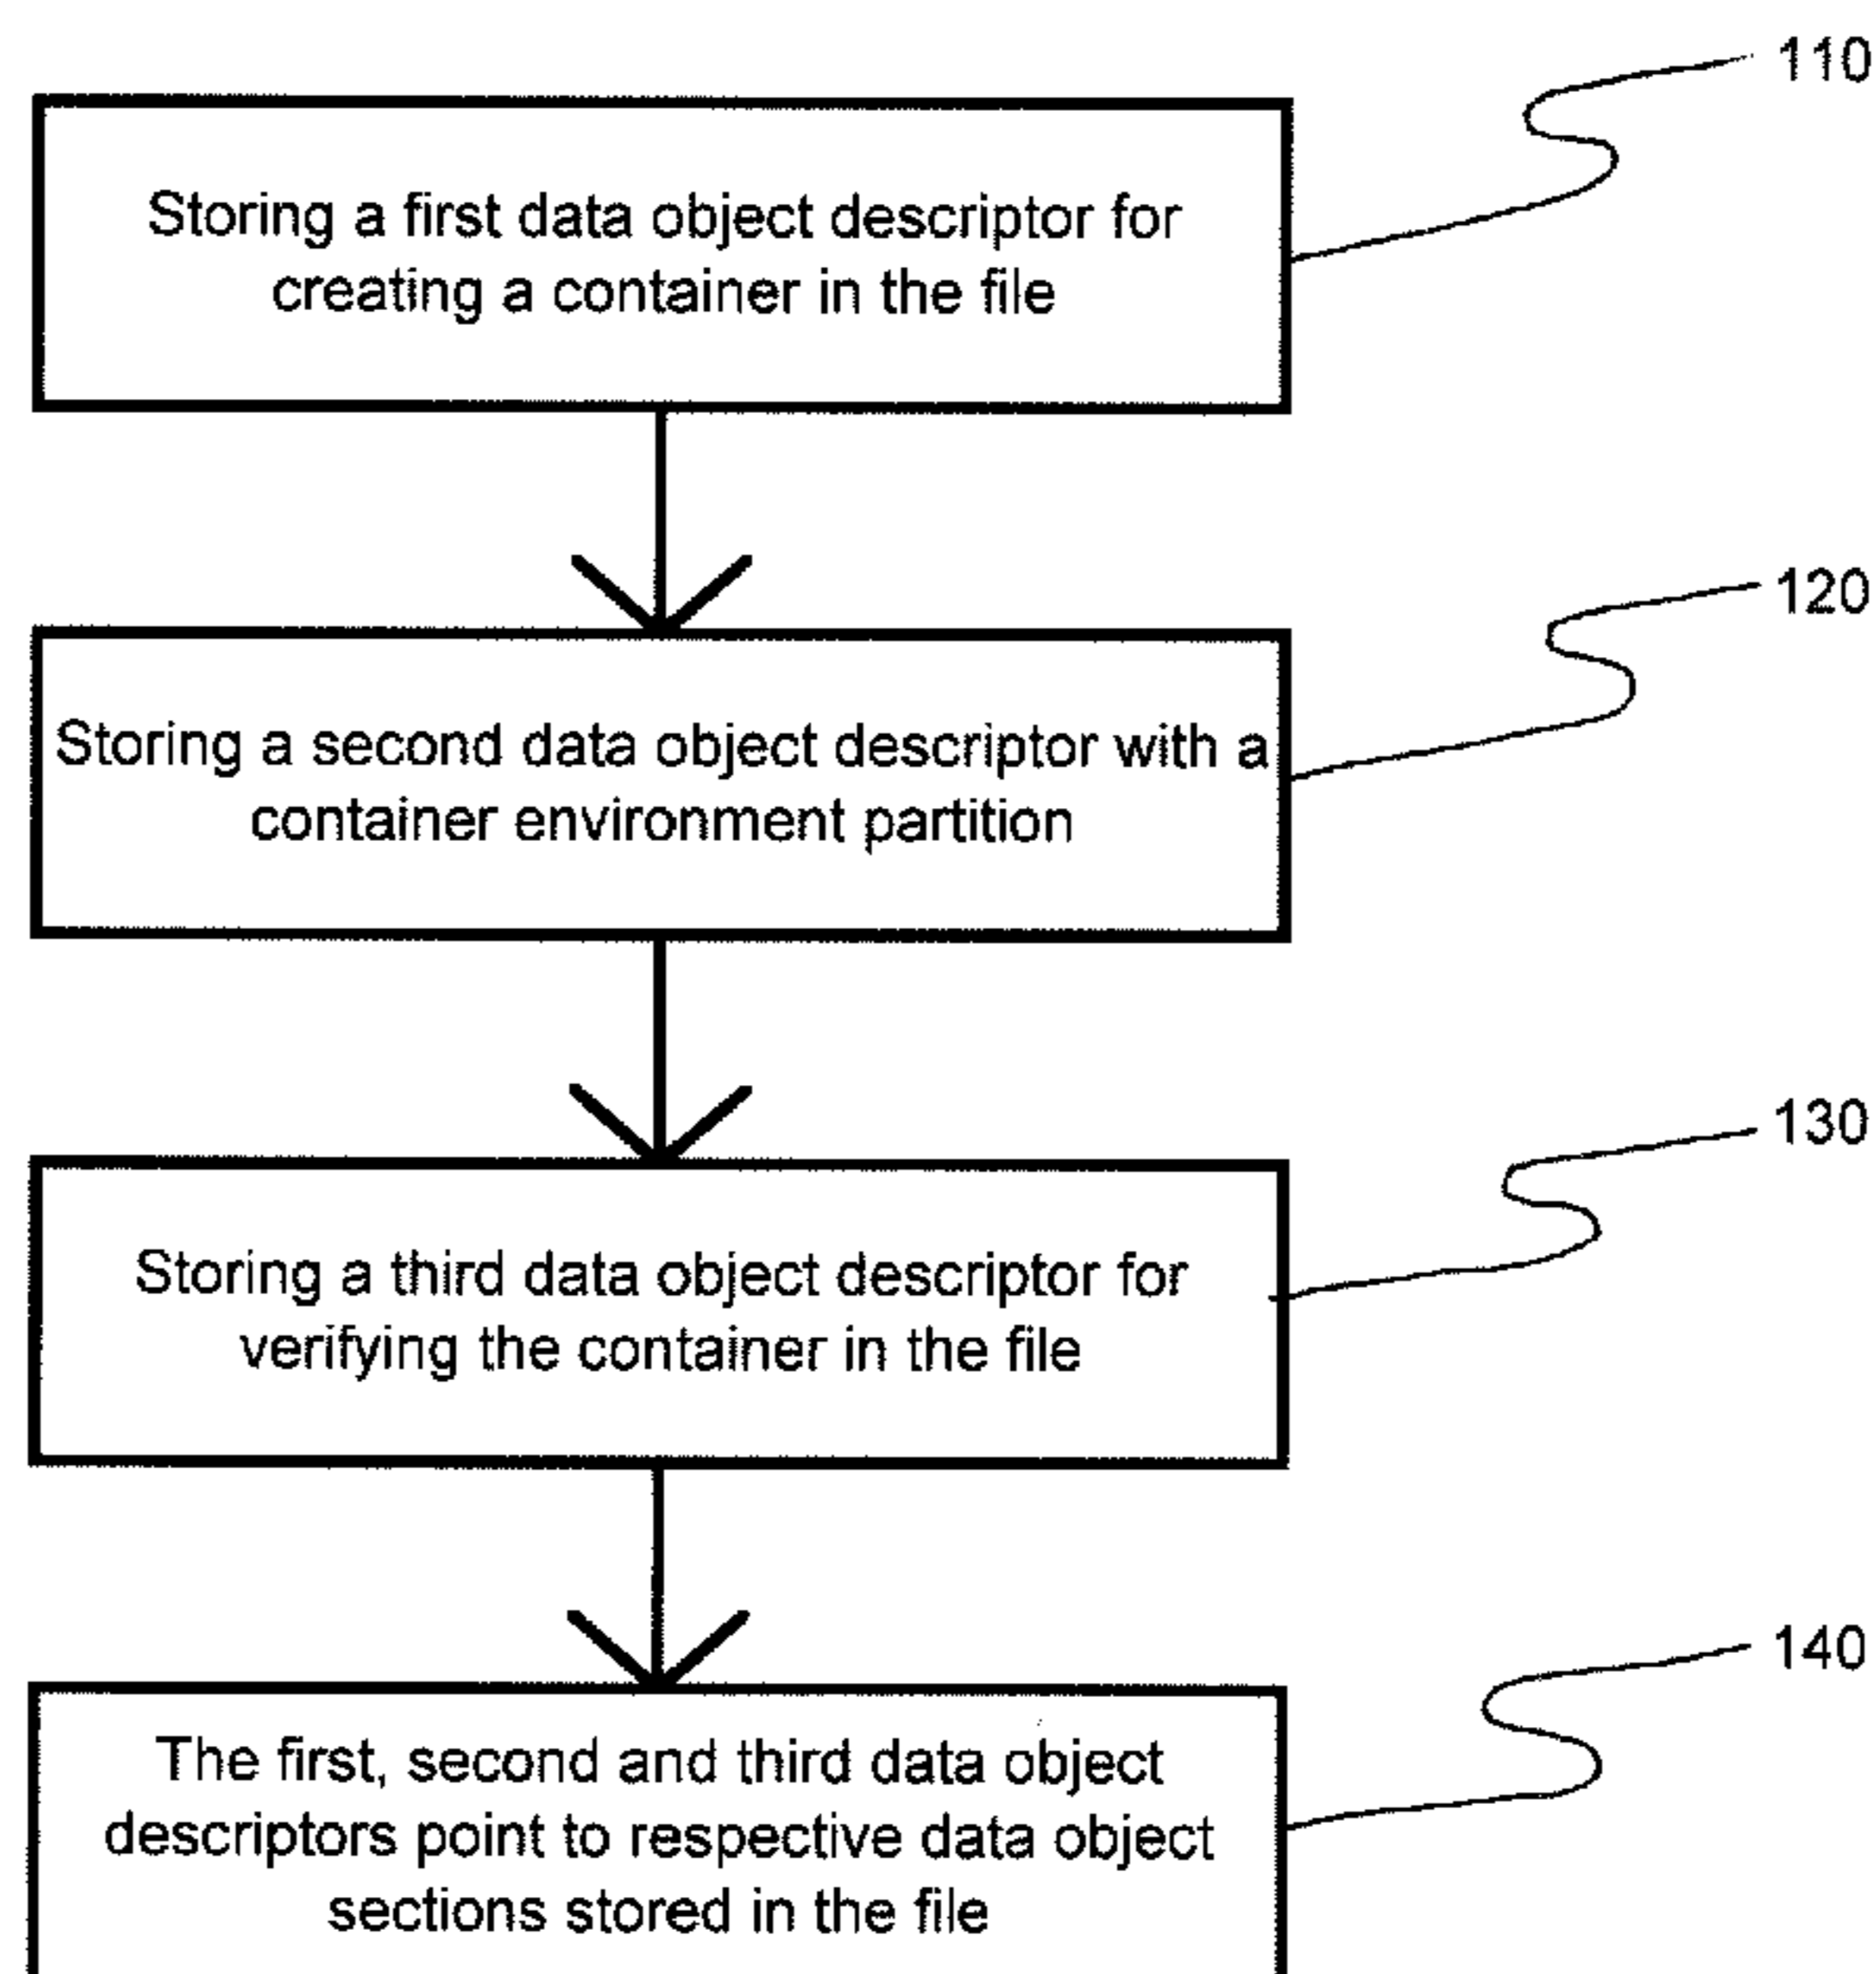 110
Storing a first data object descriptor for
creating a container in the file
120
Storing a second data object descriptor with a
container environment partition
130
Storing a third data object descriptor for
verifying the container in the file
140
The first, second and third data object
descriptors point to respective data object
sections stored in the file